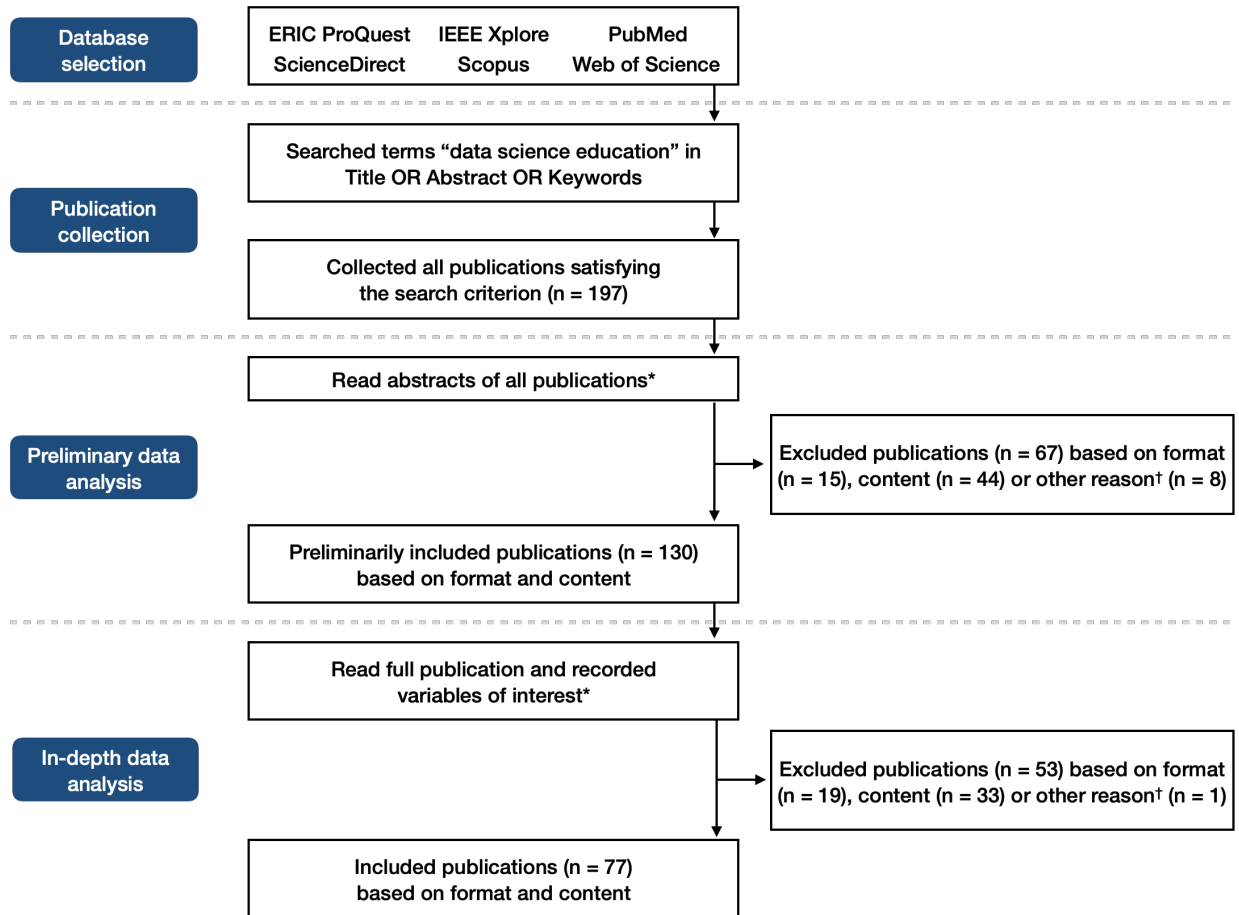 Database
selection
ERIC ProQuest IEEE Xplore PubMed
ScienceDirect Scopus Web of Science
Publication
collection
Searched terms “data science education” in
Title OR Abstract OR Keywords
Collected all publications satisfying
the search criterion (n = 197)
Preliminary data
analysis
Read abstracts of all publications*
Excluded publications (n = 67) based on format
(n = 15), content (n = 44) or other reason† (n = 8)
Preliminarily included publications (n = 130)
based on format and content
In-depth data
analysis
Read full publication and recorded
variables of interest*
Excluded publications (n = 53) based on format
(n = 19), content (n = 33) or other reason† (n = 1)
Included publications (n = 77)
based on format and content